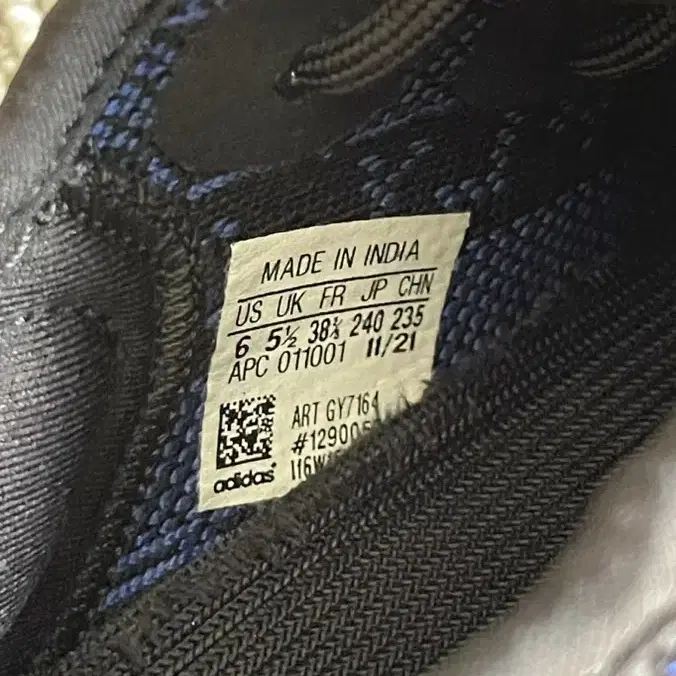 MADE IN INDIA
US UK FR JP CHN
6 5½ 38⅔ 240 235
APC 011001 11/21
ART GY7164
adidas